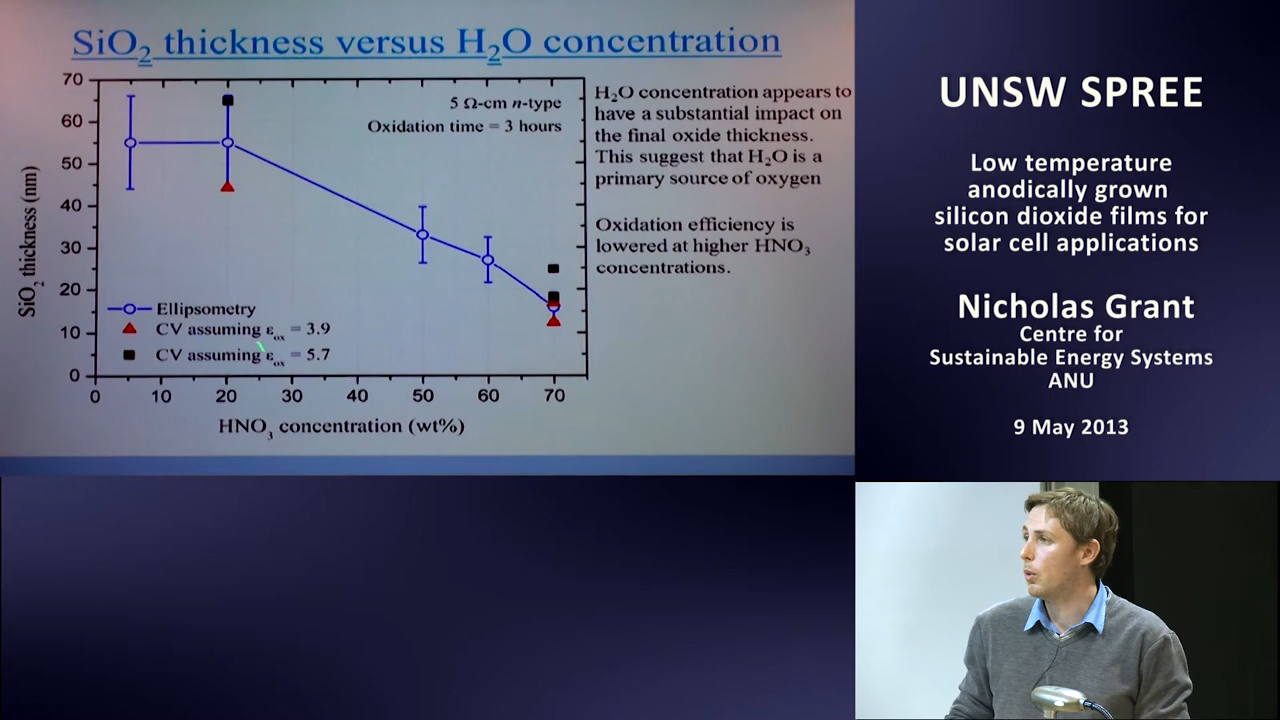 SiO2 thickness versus H2O concentration
70
60
50
40
30
20
10
0
SiO2 thickness (nm)
5 Ω-cm n-type
Oxidation time = 3 hours
Ellipsometry
CV assuming εox = 3.9
CV assuming εox = 5.7
0 10 20 30 40 50 60 70
HNO3 concentration (wt%)
H2O concentration appears to
have a substantial impact on
the final oxide thickness.
This suggest that H2O is a
primary source of oxygen
Oxidation efficiency is
lowered at higher HNO3
concentrations.
UNSW SPREE
Low temperature
anodically grown
silicon dioxide films for
solar cell applications
Nicholas Grant
Centre for
Sustainable Energy Systems
ANU
9 May 2013